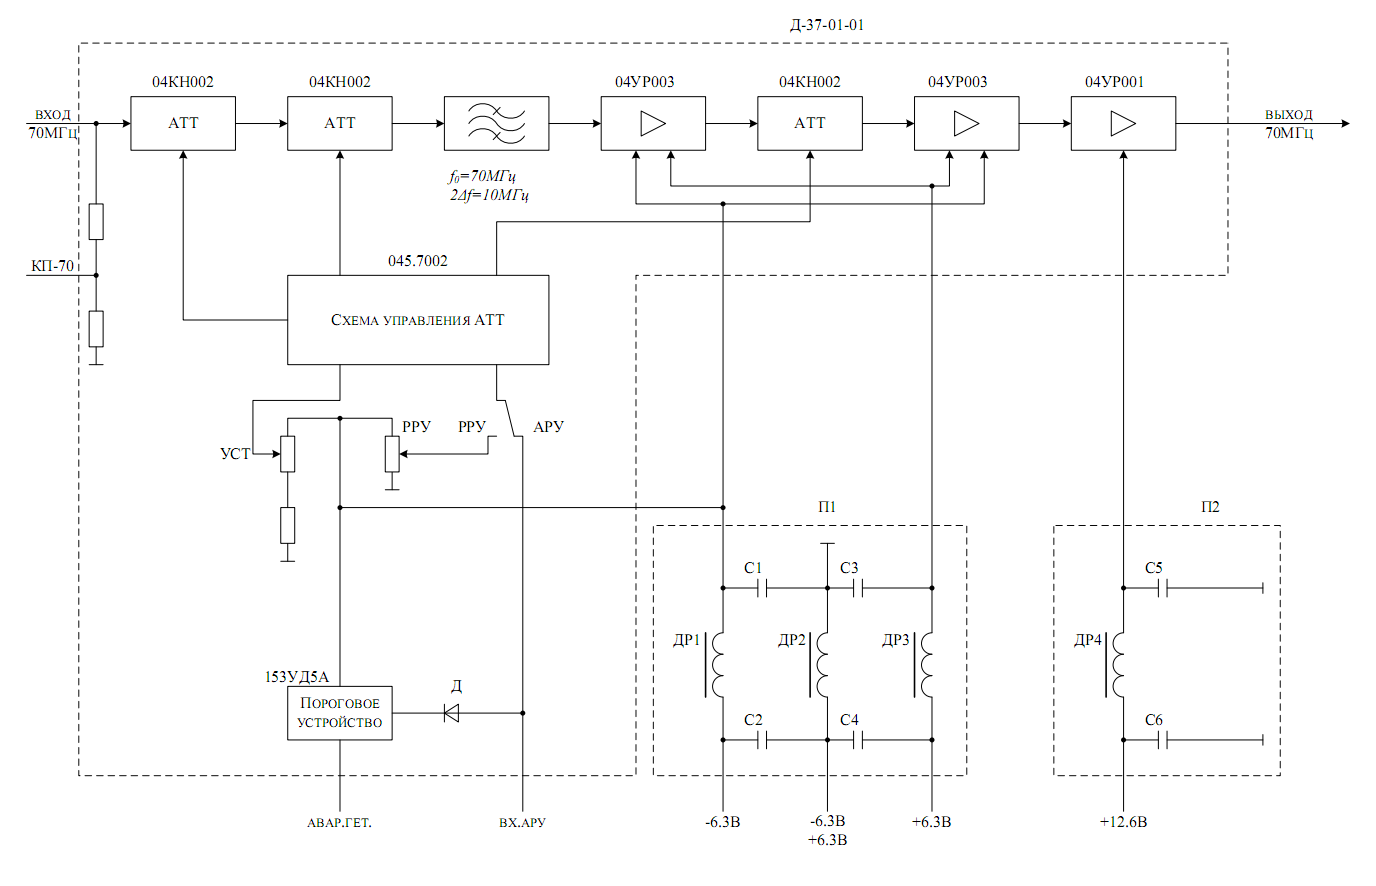 Д-37-01-01
04КН002
04КН002
04УР003
04КН002
04УР003
04УР001
ВХОД
70МГц
АТТ
АТТ
АТТ
ВЫХОД
70МГц
f0=70МГц
2Δf=10МГц
КП-70
045.7002
СХЕМА УПРАВЛЕНИЯ АТТ
РРУ
РРУ
АРУ
УСТ
П1
П2
С1
С3
С5
ДР1
ДР2
ДР3
ДР4
153УД5А
ПОРОГОВОЕ
УСТРОЙСТВО
Д
С2
С4
С6
АВАР.ГЕТ.
ВХ.АРУ
-6.3В
-6.3В
+6.3В
+6.3В
+12.6В